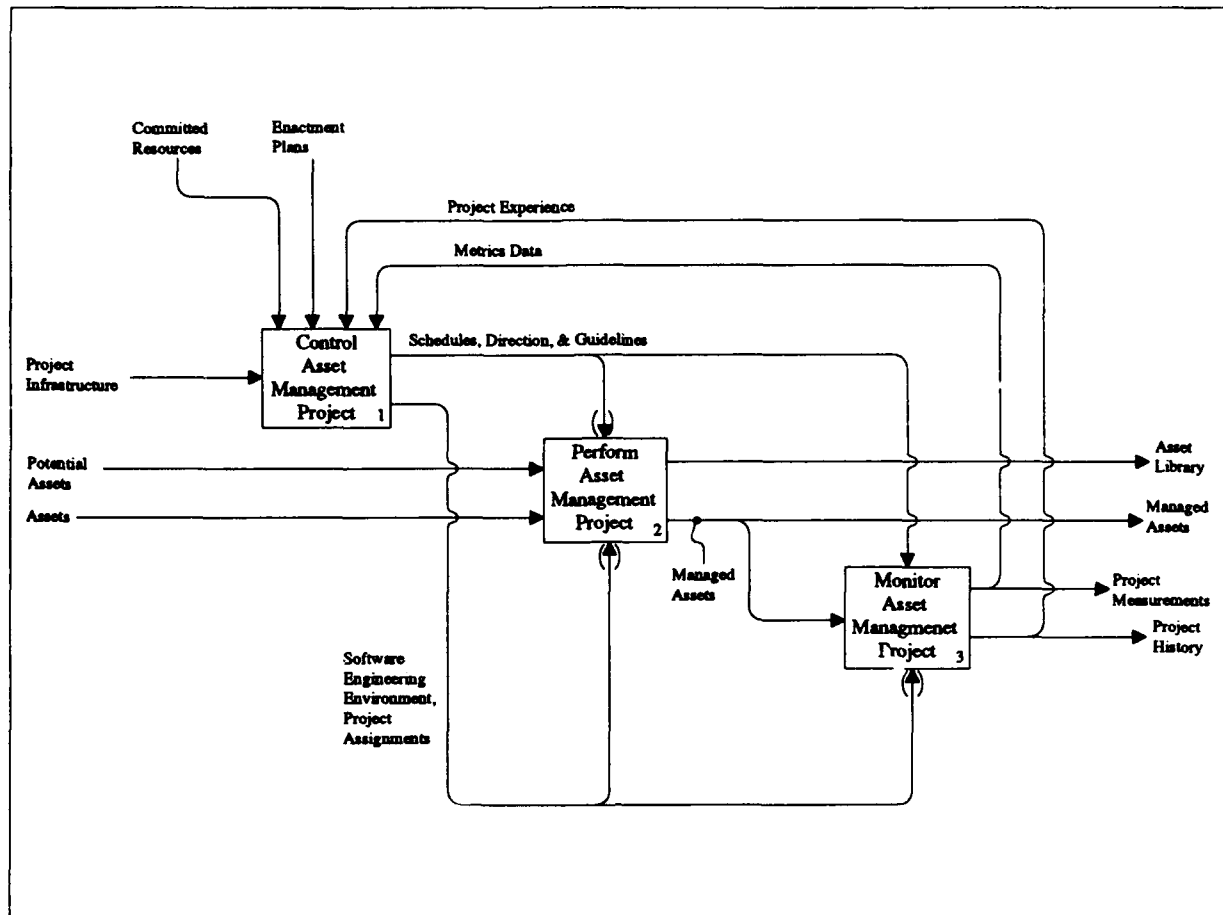 Committed
Resources
Enactment
Plans
Project Experience
Metrics Data
Control
Asset
Management
Project 1
Schedules, Direction, & Guidelines
Project
Infrastructure
Potential
Assets
Assets
Perform
Asset
Management
Project 2
Asset
Library
Managed
Assets
Managed
Assets
Monitor
Asset
Managmenet
Project 3
Project
Measurements
Project
History
Software
Engineering
Environment,
Project
Assignments